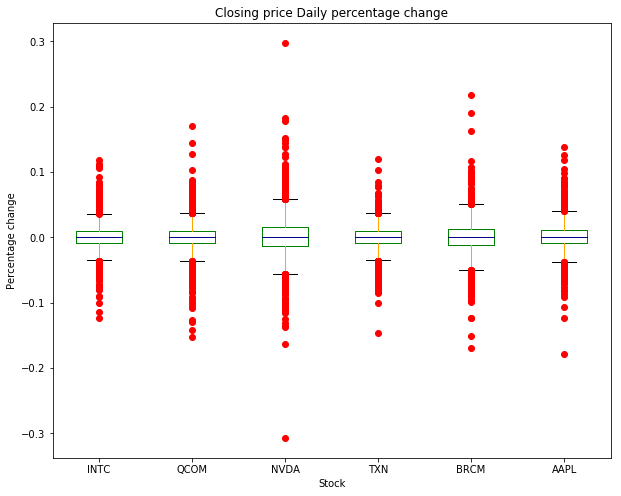 Closing price Daily percentage change
Percentage change
0.3
0.2
0.1
0.0
−0.1
−0.2
−0.3
INTC QCOM NVDA TXN BRCM AAPL
Stock